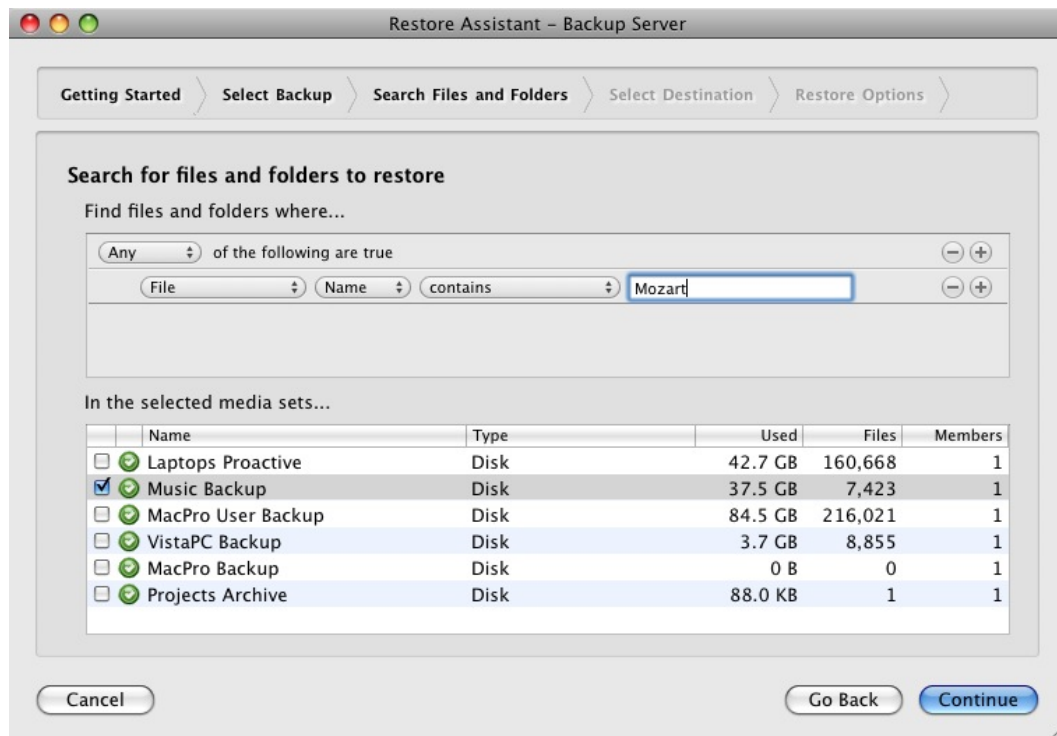 Restore Assistant – Backup Server
Getting Started Select Backup Search Files and Folders Select Destination Restore Options
Search for files and folders to restore
Find files and folders where...
Any of the following are true
File Name contains Mozart
In the selected media sets...
Name Type Used Files Members
Laptops Proactive Disk 42.7 GB 160,668 1
Music Backup Disk 37.5 GB 7,423 1
MacPro User Backup Disk 84.5 GB 216,021 1
VistaPC Backup Disk 3.7 GB 8,855 1
MacPro Backup Disk 0 B 0 1
Projects Archive Disk 88.0 KB 1 1
Cancel Go Back Continue